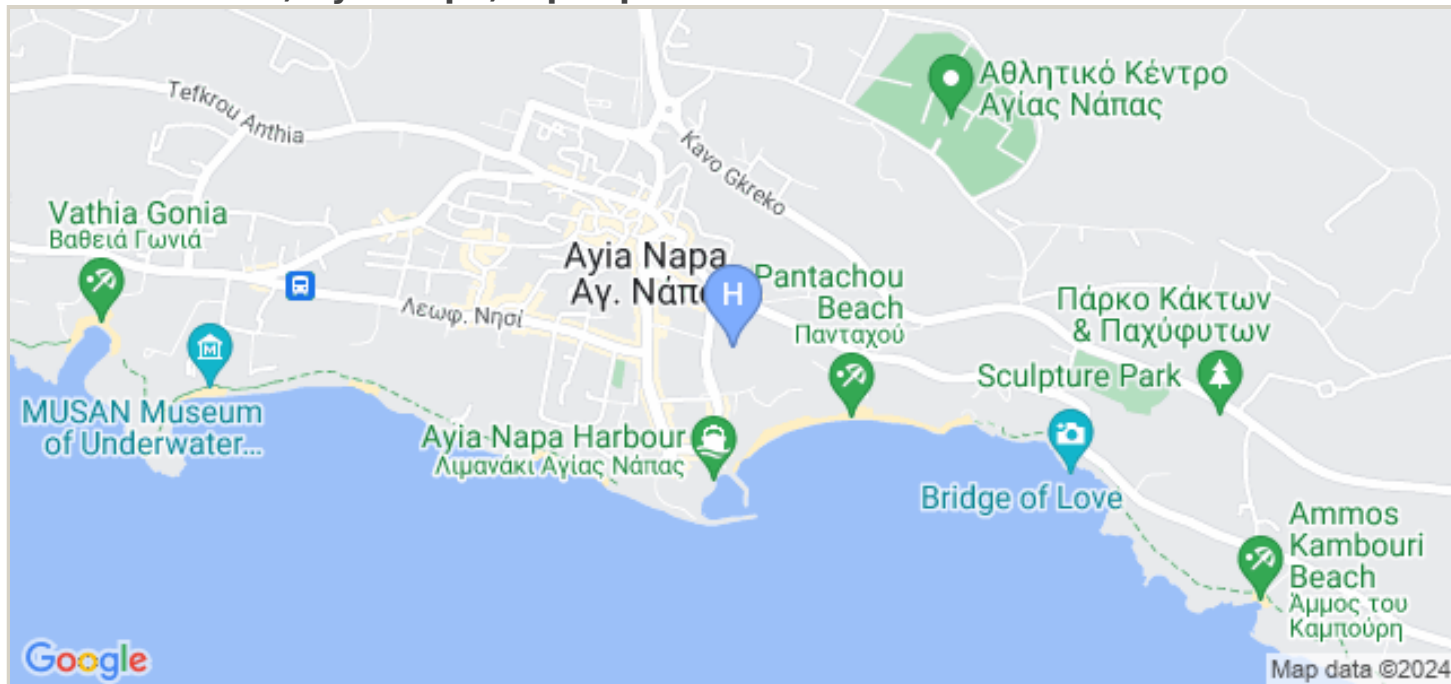 Tefkrou Anthia
Αθλητικό Κέντρο
Αγίας Νάπας
Kavo Gkreko
Vathia Gonia
Βαθειά Γωνιά
Ayia Napa
Αγ. Νάπ
H
Pantachou
Beach
Πανταχού
Πάρκο Κάκτων
& Παχύφυτων
Λεωφ. Νησί
Sculpture Park
MUSAN Museum
of Underwater...
Ayia Napa Harbour
Λιμανάκι Αγίας Νάπας
Bridge of Love
Ammos
Kambouri
Beach
Άμμος του
Καμπούρη
Google
Map data ©2024